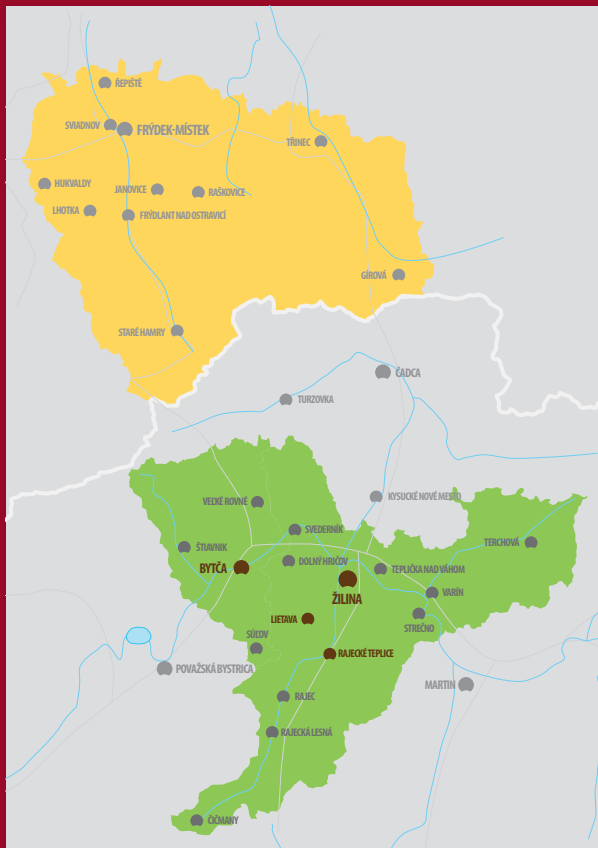 ŘEPIŠTĚ
SVIADNOV
FRÝDEK-MÍSTEK
TŘINEC
HUKVALDY
JANOVICE
RAŠKOVICE
LHOTKA
FRÝDLANT NAD OSTRAVICÍ
GÍROVÁ
STARÉ HAMRY
ČADCA
TURZOVKA
KYSUCKÉ NOVÉ MESTO
VEĽKÉ ROVNÉ
SVEDERNÍK
TERCHOVÁ
ŠTIAVNIK
DOLNÝ HRIČOV
BYTČA
TEPLIČKA NAD VÁHOM
ŽILINA
VARÍN
LIETAVA
STREČNO
SÚĽOV
RAJECKÉ TEPLICE
POVAŽSKÁ BYSTRICA
MARTIN
RAJEC
RAJECKÁ LESNÁ
ČIČMANY